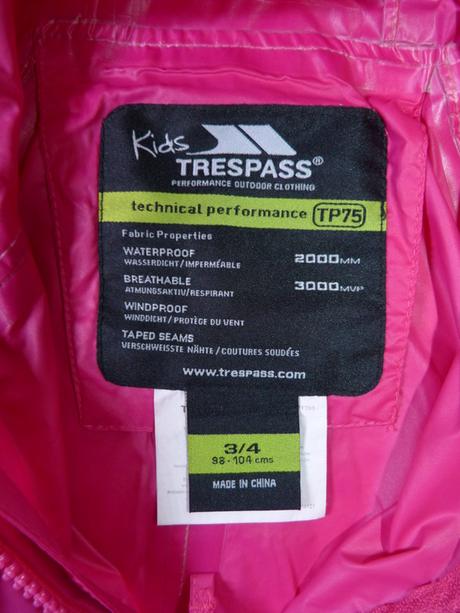 Kids
TRESPASS®
PERFORMANCE OUTDOOR CLOTHING
technical performance TP75
Fabric Properties
WATERPROOF 2000MM
WASSERDICHT/IMPERMÉABLE
BREATHABLE 3000MVP
ATMUNGSAKTIV/RESPIRANT
WINDPROOF
WINDDICHT/PROTÈGE DU VENT
TAPED SEAMS
VERSCHWEISSTE NÄHTE/COUTURES SOUDÉES
www.trespass.com
3/4
98-104 cms
MADE IN CHINA